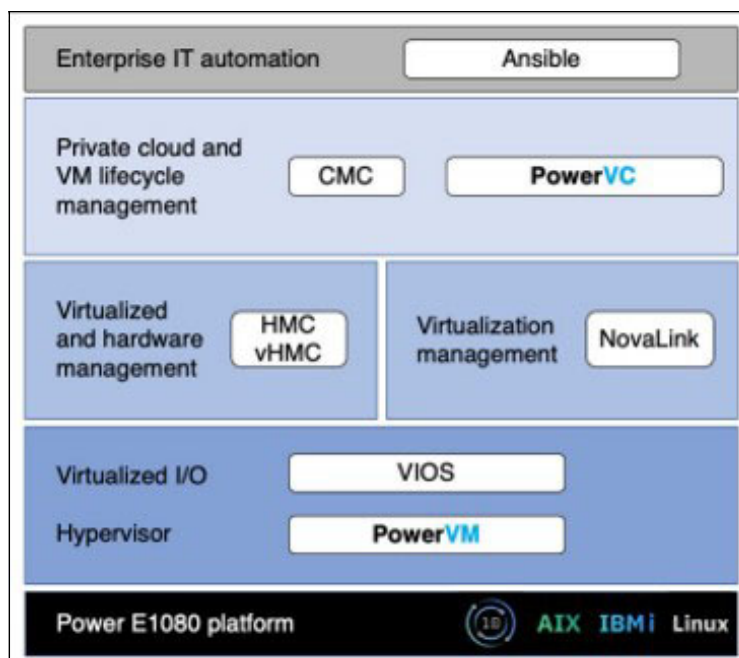 Enterprise IT automation
Ansible
Private cloud and
VM lifecycle
management
CMC
PowerVC
Virtualized
and hardware
management
HMC
vHMC
Virtualization
management
NovaLink
Virtualized I/O
VIOS
Hypervisor
PowerVM
Power E1080 platform
10
AIX IBM i Linux